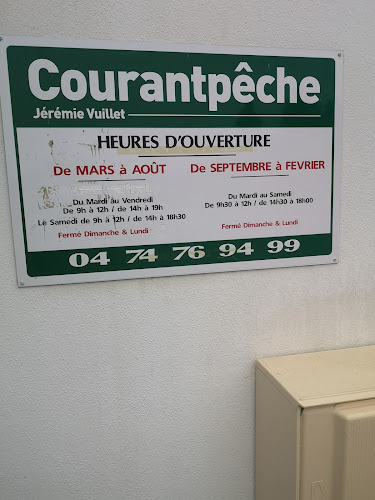 Courantpêche
Jérémie Vuillet
HEURES D'OUVERTURE
De MARS à AOÛT
Du Mardi au Vendredi
De 9h à 12h / de 14h à 19h
Le Samedi de 9h à 12h / de 14h à 18h30
Fermé Dimanche & Lundi
De SEPTEMBRE à FEVRIER
Du Mardi au Samedi
De 9h30 à 12h / de 14h30 à 18h00
Fermé Dimanche & Lundi
04 74 76 94 99